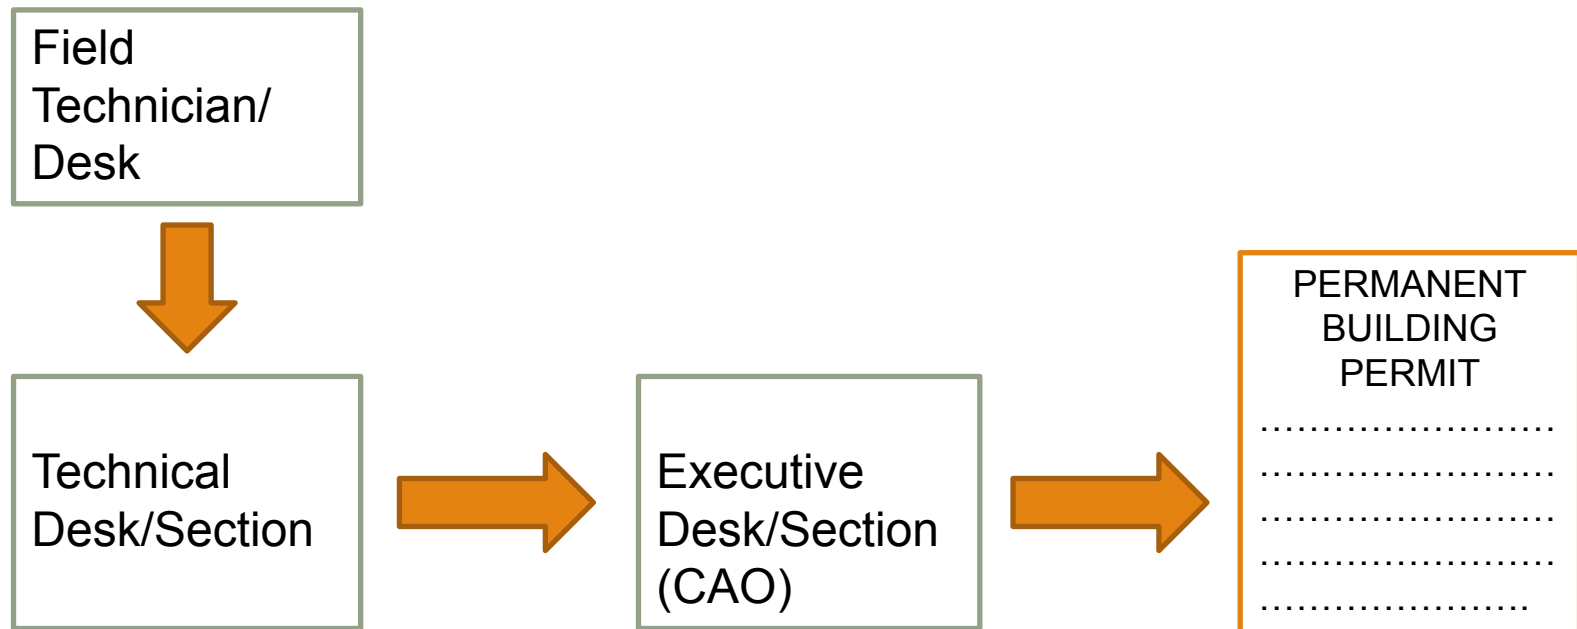 Field
Technician/
Desk
Technical
Desk/Section
Executive
Desk/Section
(CAO)
PERMANENT
BUILDING
PERMIT
……………………
……………………
……………………
……………………
………………….